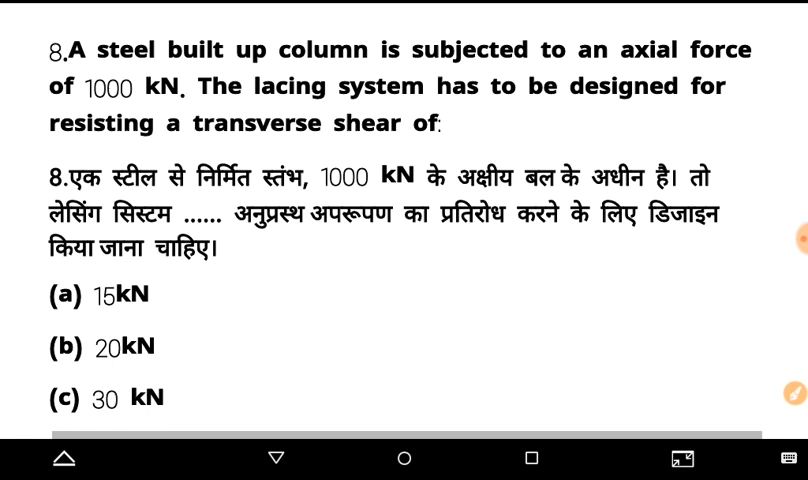 8.A steel built up column is subjected to an axial force
of 1000 kN. The lacing system has to be designed for
resisting a transverse shear of:
8.एक स्टील से निर्मित स्तंभ, 1000 kN के अक्षीय बल के अधीन है। तो
लेसिंग सिस्टम ...... अनुप्रस्थ अपरूपण का प्रतिरोध करने के लिए डिजाइन
किया जाना चाहिए।
(a) 15kN
(b) 20kN
(c) 30 kN